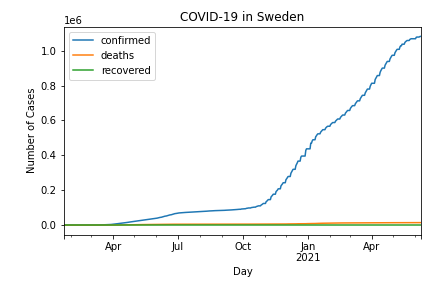 COVID-19 in Sweden
1e6
confirmed
deaths
recovered
1.0
0.8
0.6
0.4
0.2
0.0
Number of Cases
Apr Jul Oct Jan Apr
2021
Day